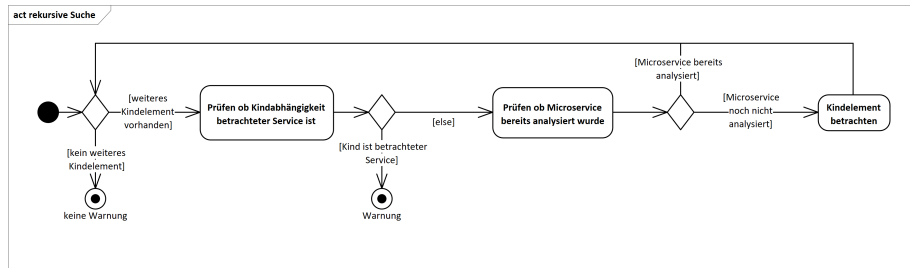 act rekursive Suche
[Microservice bereits
analysiert]
[weiteres
Kindelement
vorhanden]
Prüfen ob Kindabhängigkeit
betrachteter Service ist
[else]
Prüfen ob Microservice
bereits analysiert wurde
[Microservice
noch nicht
analysiert]
Kindelement
betrachten
[kein weiteres
Kindelement]
[Kind ist betrachteter
Service]
keine Warnung
Warnung